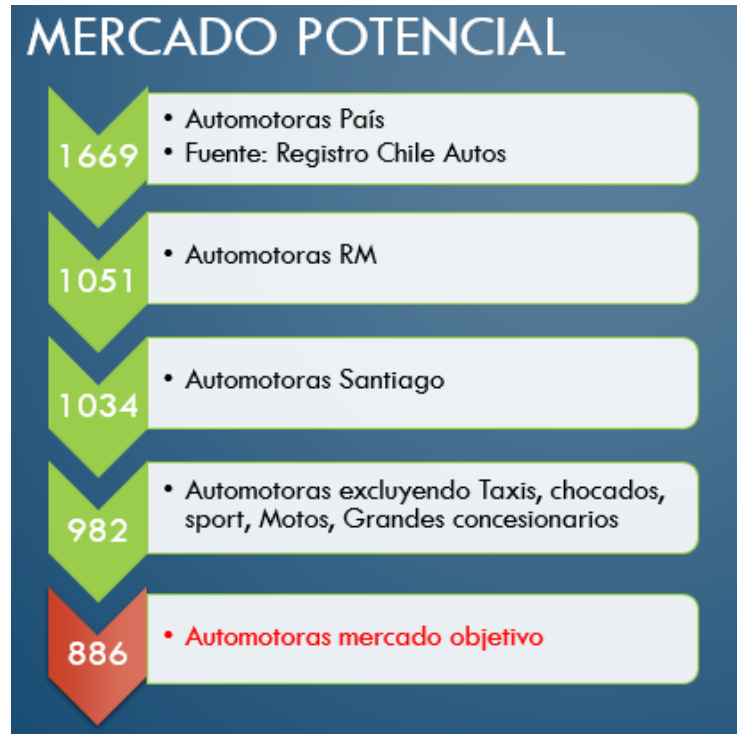 MERCADO POTENCIAL
1669
• Automotoras País
• Fuente: Registro Chile Autos
1051
• Automotoras RM
1034
• Automotoras Santiago
982
• Automotoras excluyendo Taxis, chocados,
sport, Motos, Grandes concesionarios
886
• Automotoras mercado objetivo